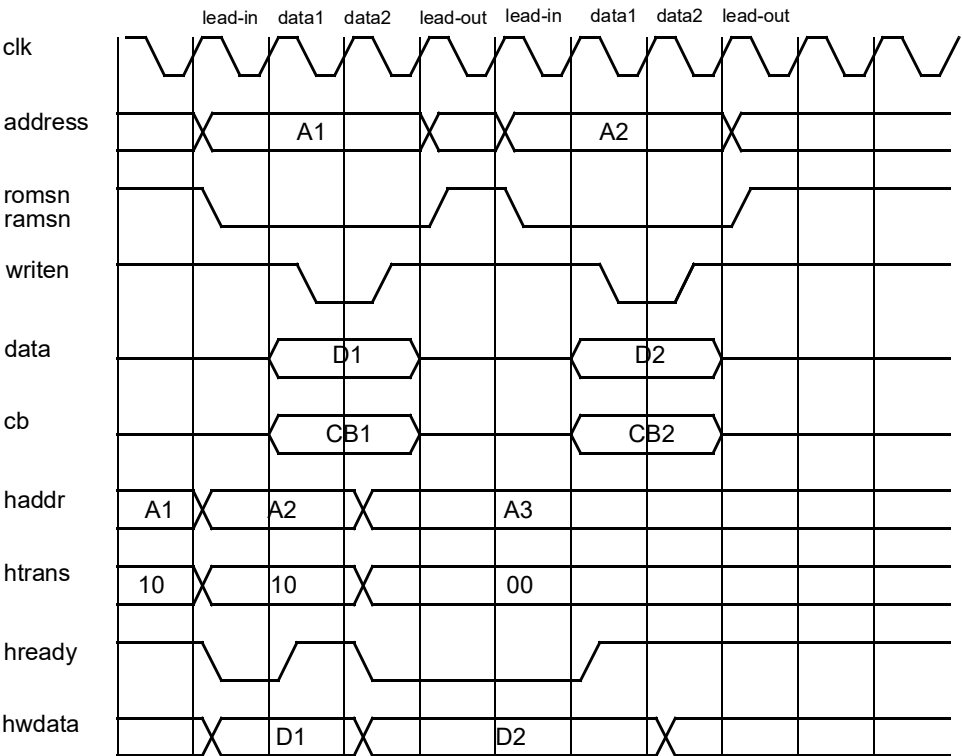 lead-in data1 data2 lead-out lead-in data1 data2 lead-out
clk
address A1 A2
romsn
ramsn
writen
data D1 D2
cb CB1 CB2
haddr A1 A2 A3
htrans 10 10 00
hready
hwdata D1 D2